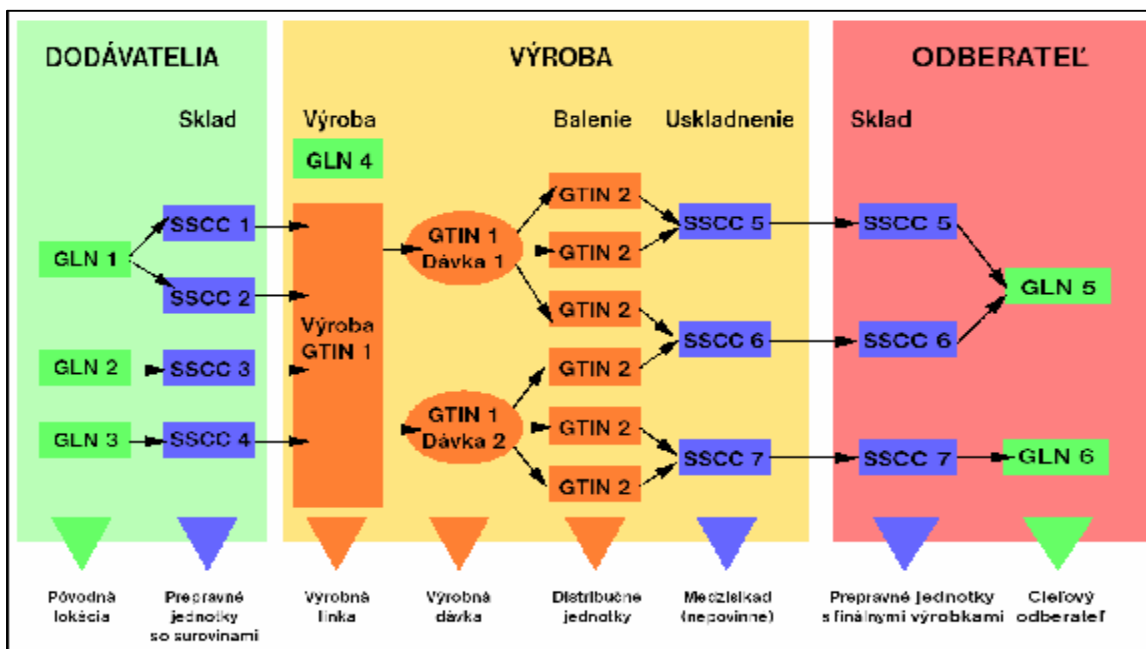 DODÁVATELIA
VÝROBA
ODBERATEĽ
Sklad
Výroba
Balenie
Uskladnenie
Sklad
GLN 4
GLN 1
GLN 2
GLN 3
SSCC 1
SSCC 2
SSCC 3
SSCC 4
Výroba
GTIN 1
GTIN 1
Dávka 1
GTIN 1
Dávka 2
GTIN 2
GTIN 2
GTIN 2
GTIN 2
GTIN 2
GTIN 2
SSCC 5
SSCC 6
SSCC 7
SSCC 5
SSCC 6
SSCC 7
GLN 5
GLN 6
Pôvodná
lokácia
Prepravné
jednotky
so surovinami
Výrobná
linka
Výrobná
dávka
Distribučné
jednotky
Medzisklad
(nepovinné)
Prepravné jednotky
s finálnymi výrobkami
Cieľový
odberateľ